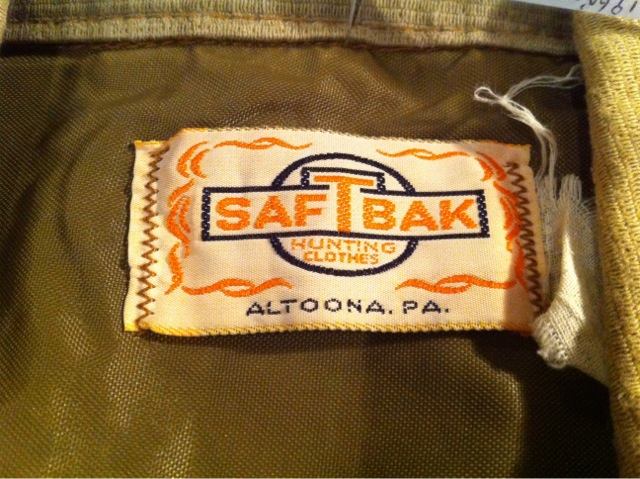 SAFTBAK
HUNTING
CLOTHES
ALTOONA, PA.